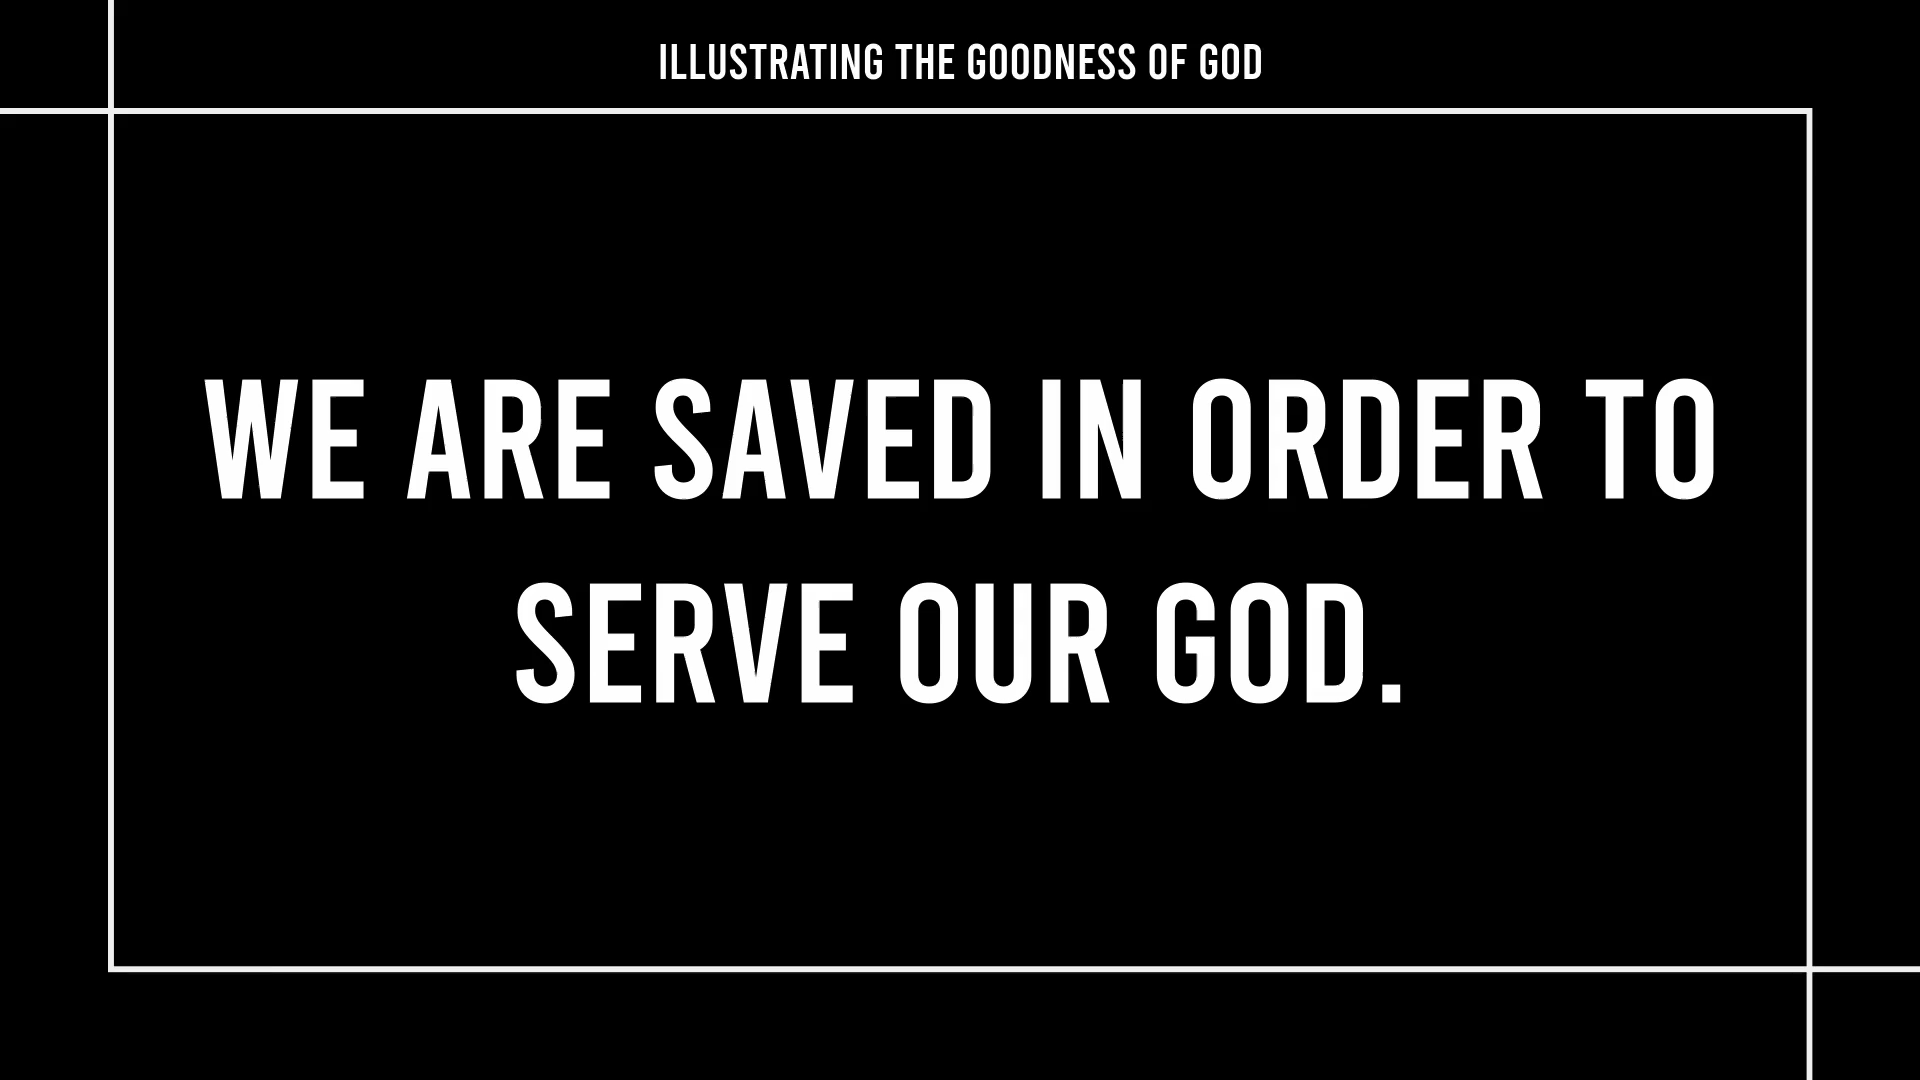 ILLUSTRATING THE GOODNESS OF GOD
WE ARE SAVED IN ORDER TO
SERVE OUR GOD.